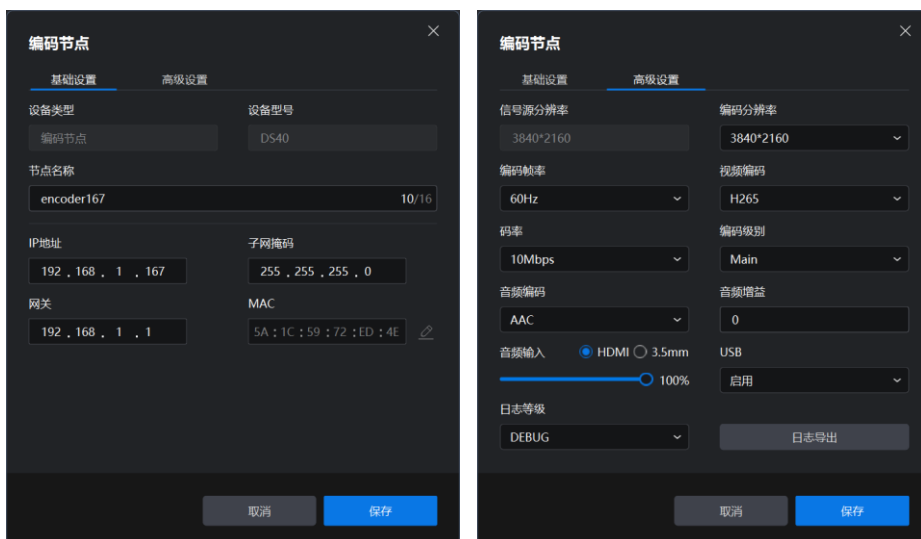 编码节点
基础设置 高级设置
设备类型 设备型号
编码节点 DS40
节点名称
encoder167 10/16
IP地址 子网掩码
192 . 168 . 1 . 167 255 . 255 . 255 . 0
网关 MAC
192 . 168 . 1 . 1 5A : 1C : 59 : 72 : ED : 4E
取消 保存
编码节点
基础设置 高级设置
信号源分辨率 编码分辨率
3840*2160 3840*2160
编码帧率 视频编码
60Hz H265
码率 编码级别
10Mbps Main
音频编码 音频增益
AAC 0
音频输入 HDMI 3.5mm USB
100% 启用
日志等级
DEBUG 日志导出
取消 保存